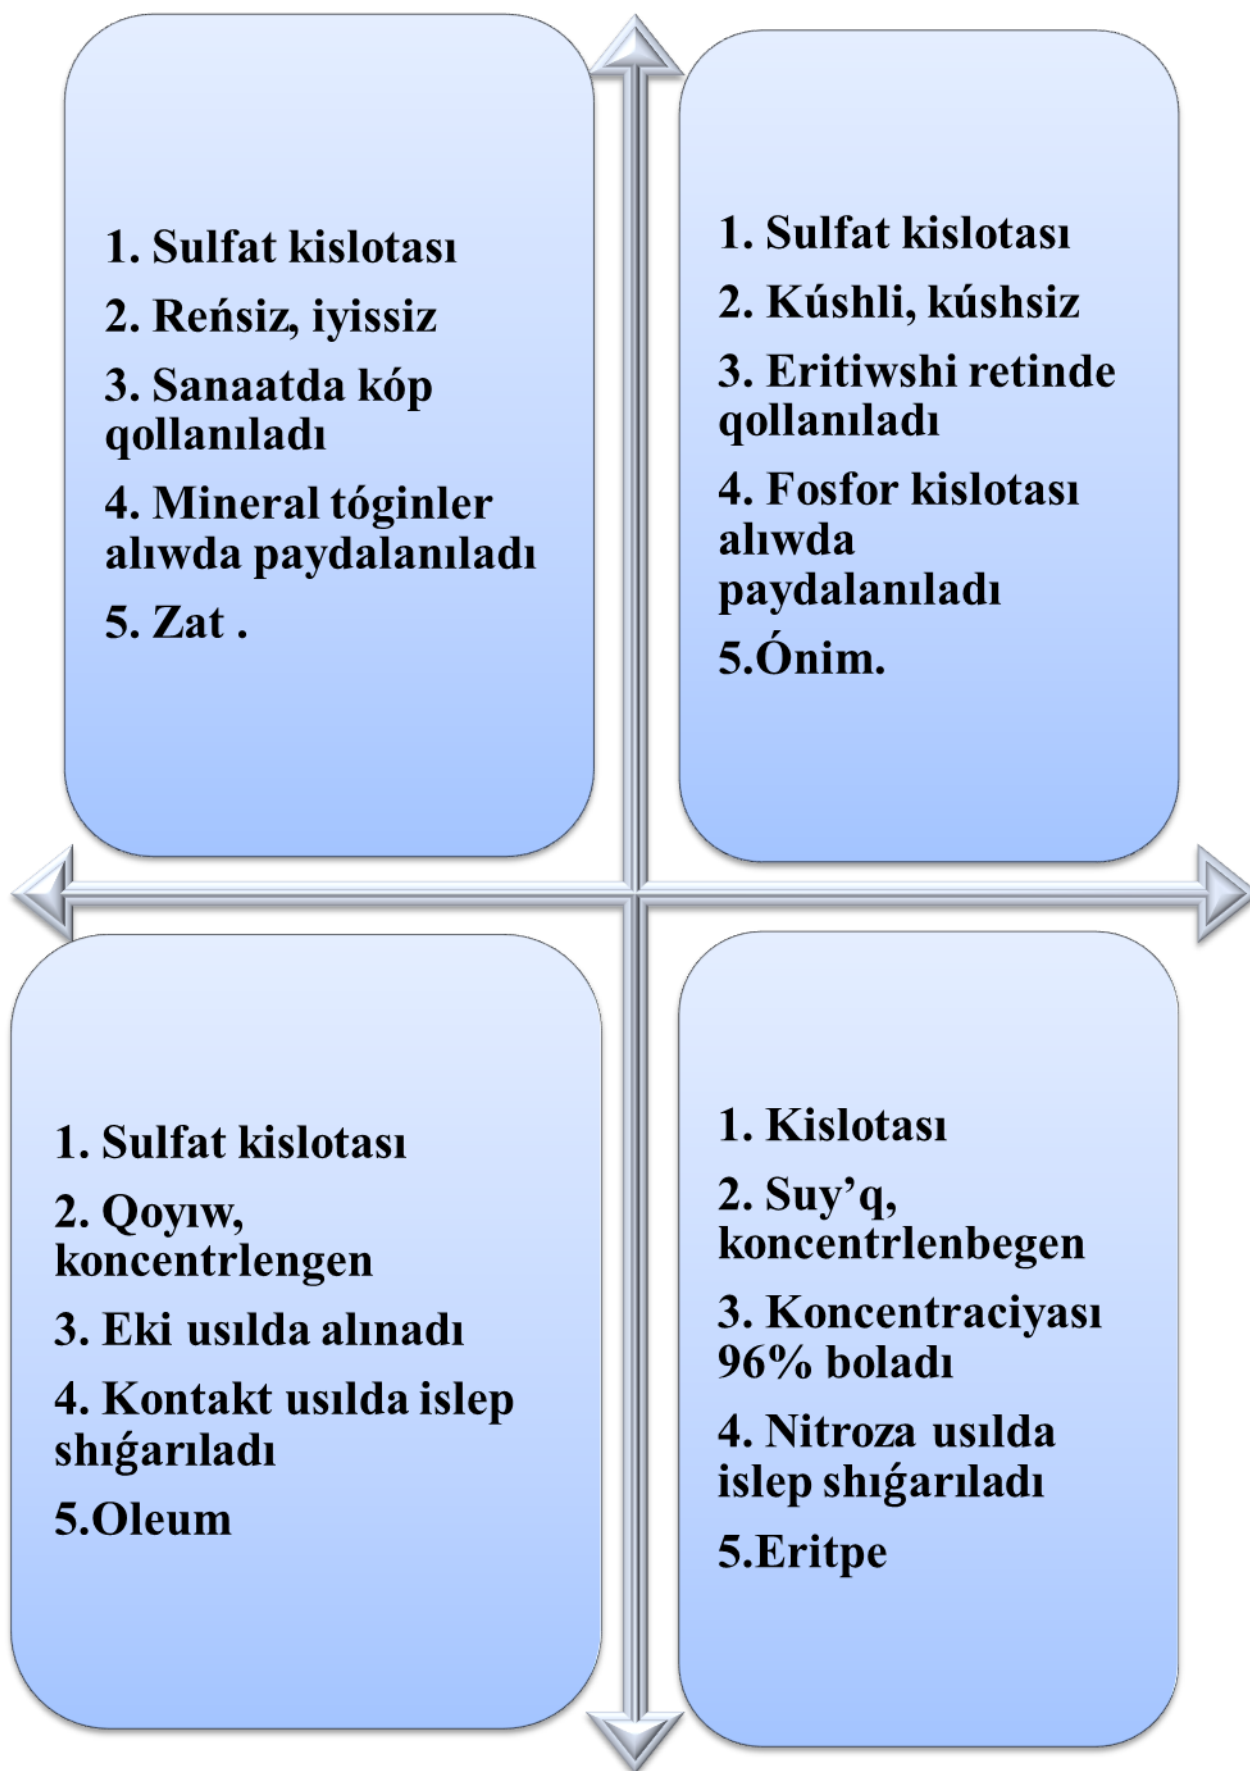 1. Sulfat kislotası
2. Reńsiz, iyissiz
3. Sanaatda kóp
qollanıladı
4. Mineral tóginler
alıwda paydalanıladı
5. Zat .
1. Sulfat kislotası
2. Kúshli, kúshsiz
3. Eritiwshi retinde
qollanıladı
4. Fosfor kislotası
alıwda
paydalanıladı
5.Ónim.
1. Sulfat kislotası
2. Qoyıw,
koncentrlengen
3. Eki usılda alınadı
4. Kontakt usılda islep
shıǵarıladı
5.Oleum
1. Kislotası
2. Suy’q,
koncentrlenbegen
3. Koncentraciyası
96% boladı
4. Nitroza usılda
islep shıǵarıladı
5.Eritpe